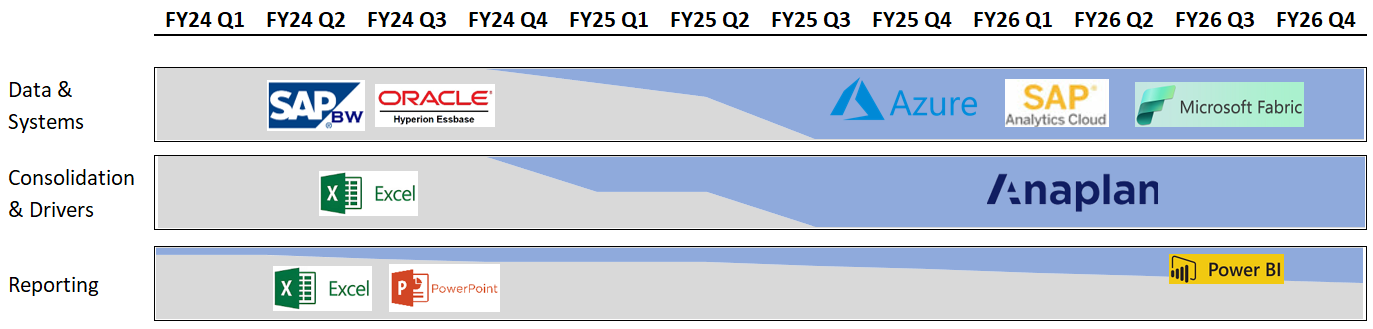 FY24 Q1 FY24 Q2 FY24 Q3 FY24 Q4 FY25 Q1 FY25 Q2 FY25 Q3 FY25 Q4 FY26 Q1 FY26 Q2 FY26 Q3 FY26 Q4
Data &
Systems
SAP BW
®
ORACLE®
Hyperion Essbase
Azure
SAP®
Analytics Cloud
Microsoft Fabric
Consolidation
& Drivers
X Excel
Anaplan
Reporting
X Excel
P PowerPoint
Power BI